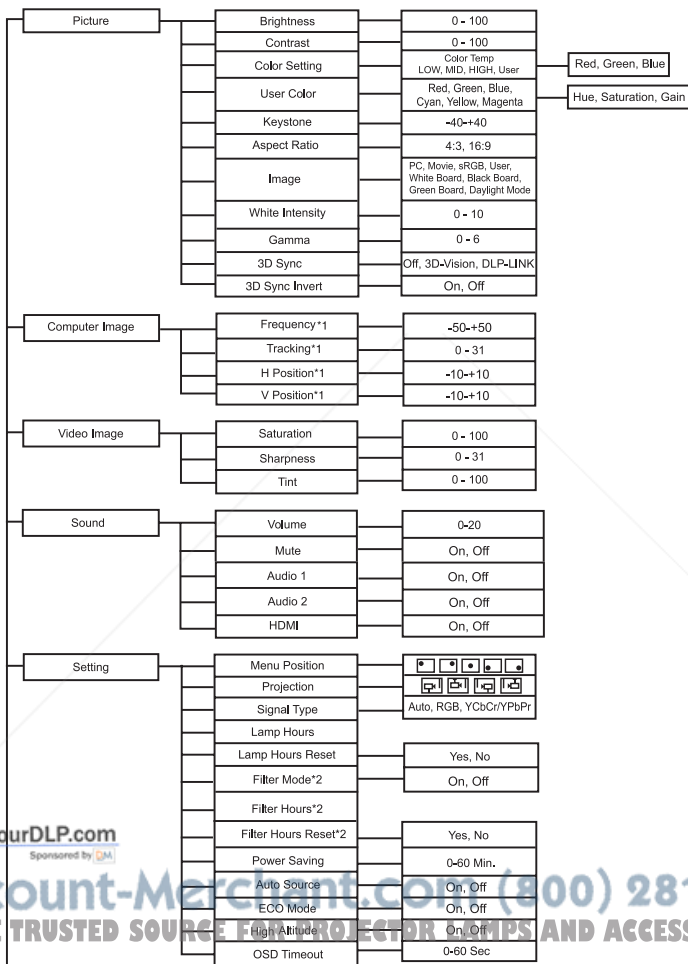 Picture
Brightness
0 - 100
Contrast
0 - 100
Color Setting
Color Temp
LOW, MID, HIGH, User
Red, Green, Blue
User Color
Red, Green, Blue,
Cyan, Yellow, Magenta
Hue, Saturation, Gain
Keystone
-40-+40
Aspect Ratio
4:3, 16:9
Image
PC, Movie, sRGB, User,
White Board, Black Board,
Green Board, Daylight Mode
White Intensity
0 - 10
Gamma
0 - 6
3D Sync
Off, 3D-Vision, DLP-LINK
3D Sync Invert
On, Off
Computer Image
Frequency*1
-50-+50
Tracking*1
0 - 31
H Position*1
-10-+10
V Position*1
-10-+10
Video Image
Saturation
0 - 100
Sharpness
0 - 31
Tint
0 - 100
Sound
Volume
0-20
Mute
On, Off
Audio 1
On, Off
Audio 2
On, Off
HDMI
On, Off
Setting
Menu Position
Projection
Signal Type
Auto, RGB, YCbCr/YPbPr
Lamp Hours
Lamp Hours Reset
Yes, No
Filter Mode*2
On, Off
Filter Hours*2
Filter Hours Reset*2
Yes, No
Power Saving
0-60 Min.
Auto Source
On, Off
ECO Mode
On, Off
High Altitude
On, Off
OSD Timeout
0-60 Sec
ourDLP.com
Sponsored by DM
count-Merchant.com (800) 281
TRUSTED SOURCE FOR PROJECTOR LAMPS AND ACCESS